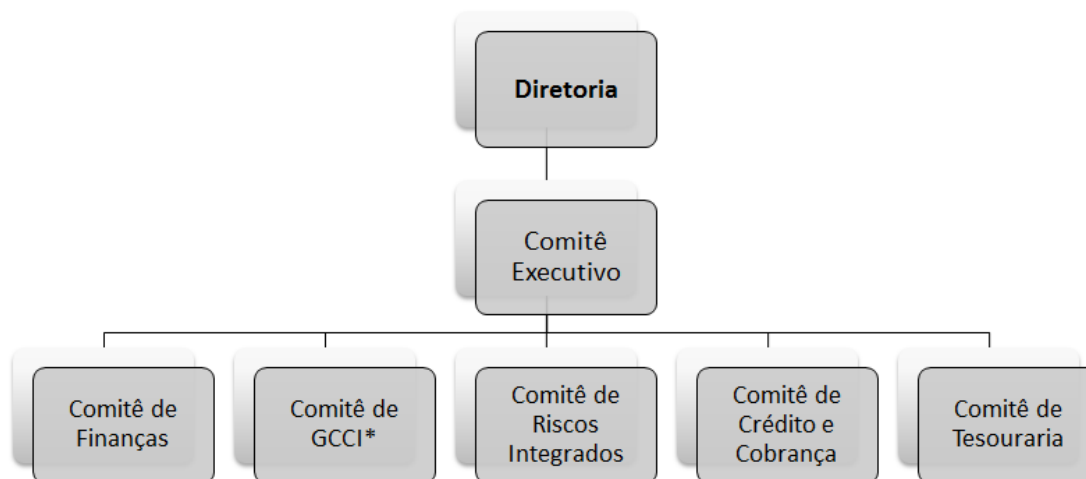 Diretoria
Comitê
Executivo
Comitê de
Finanças
Comitê de
GCCI*
Comitê de
Riscos
Integrados
Comitê de
Crédito e
Cobrança
Comitê de
Tesouraria